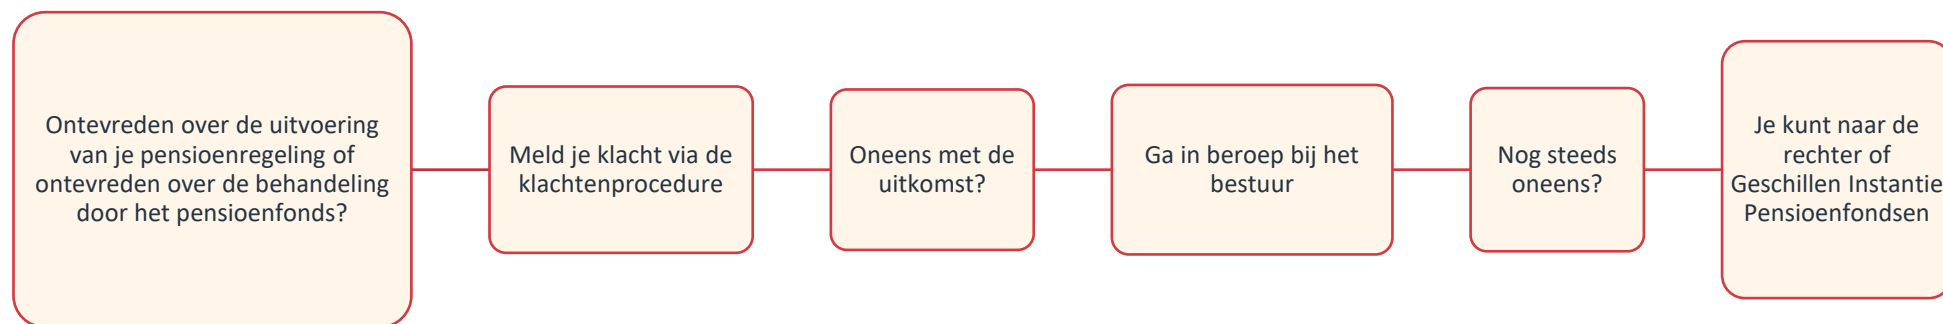 Ontevreden over de uitvoering
van je pensioenregeling of
ontevreden over de behandeling
door het pensioenfonds?
Meld je klacht via de
klachtenprocedure
Oneens met de
uitkomst?
Ga in beroep bij het
bestuur
Nog steeds
oneens?
Je kunt naar de
rechter of
Geschillen Instantie
Pensioenfondsen